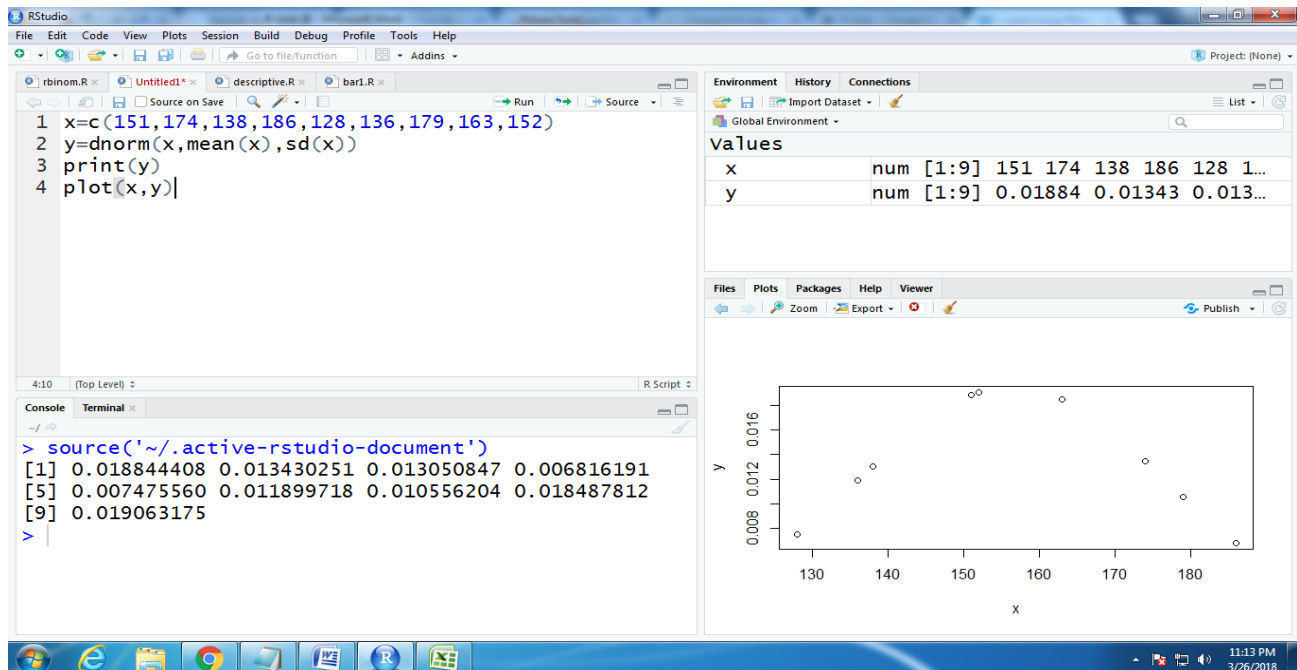 RStudio
File Edit Code View Plots Session Build Debug Profile Tools Help
Go to file/function Addins Project: (None)
rbinom.R Untitled1* descriptive.R bar1.R
Source on Save Run Source
1 x=c(151,174,138,186,128,136,179,163,152)
2 y=dnorm(x,mean(x),sd(x))
3 print(y)
4 plot(x,y)
4:10 (Top Level) R Script
Console Terminal
~/
> source('~/.active-rstudio-document')
[1] 0.018844408 0.013430251 0.013050847 0.006816191
[5] 0.007475560 0.011899718 0.010556204 0.018487812
[9] 0.019063175
>
Environment History Connections
Import Dataset List
Global Environment
Values
x num [1:9] 151 174 138 186 128 1…
y num [1:9] 0.01884 0.01343 0.013…
Files Plots Packages Help Viewer
Zoom Export Publish
y
0.016
0.012
0.008
130 140 150 160 170 180
x
11:13 PM
3/26/2018